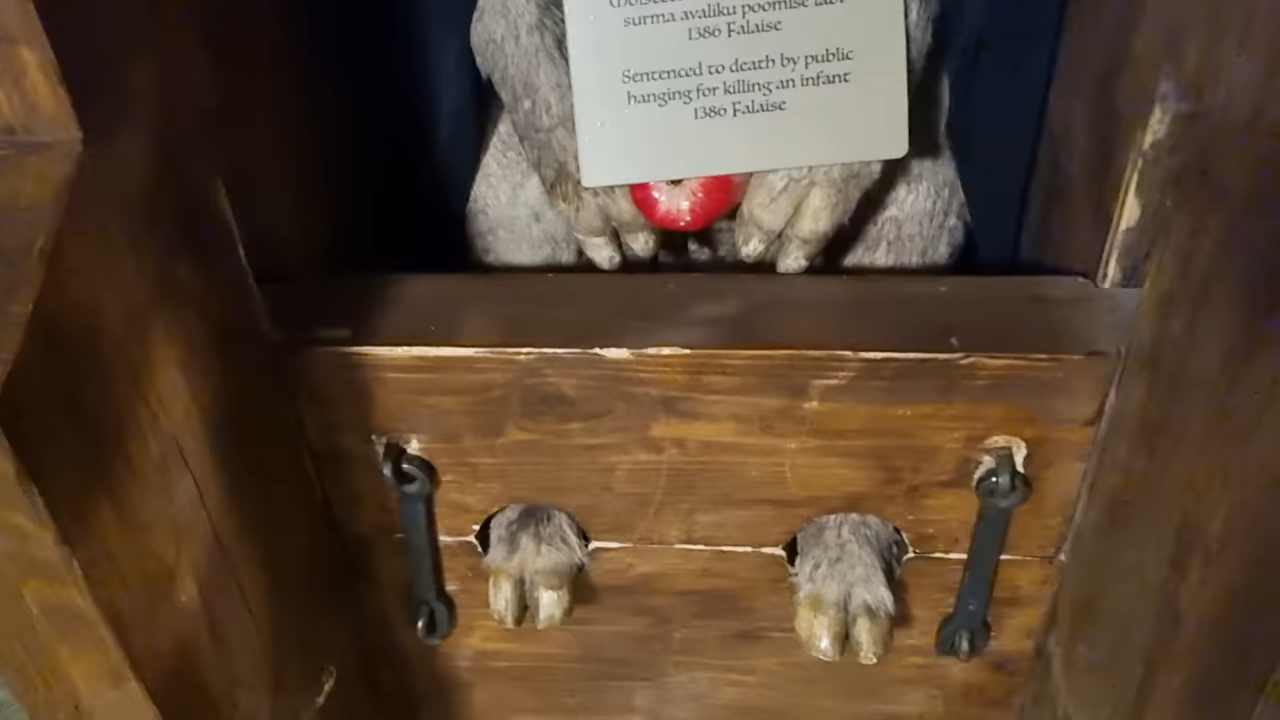 surma avaliku poomise läbi
1386 Falaise
Sentenced to death by public
hanging for killing an infant
1386 Falaise